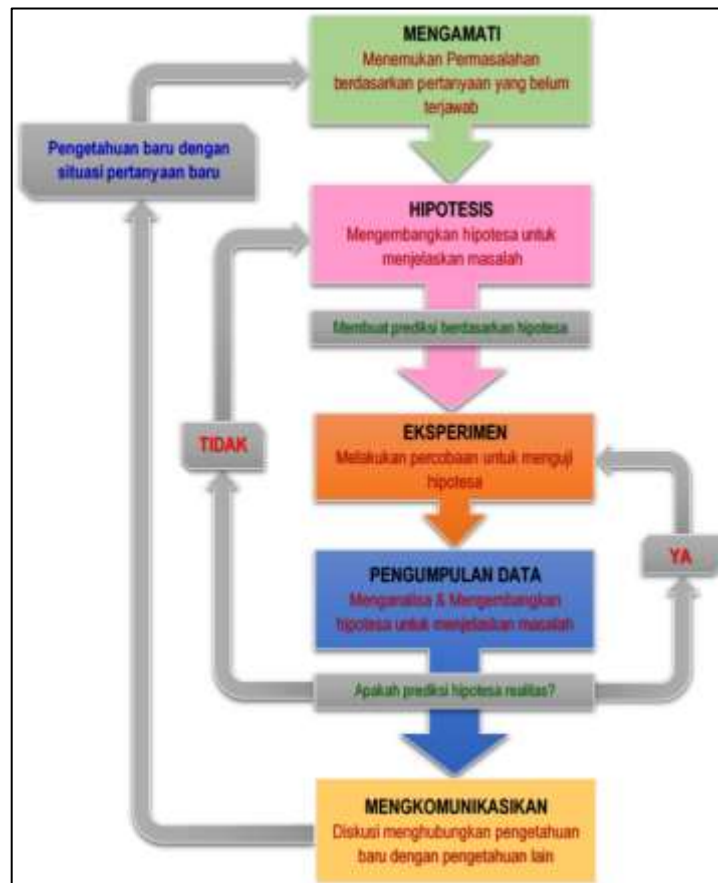 MENGAMATI
Menemukan Permasalahan
berdasarkan pertanyaan yang belum
terjawab
Pengetahuan baru dengan
situasi pertanyaan baru
HIPOTESIS
Mengembangkan hipotesa untuk
menjelaskan masalah
Membuat prediksi berdasarkan hipotesa
EKSPERIMEN
Melakukan percobaan untuk menguji
hipotesa
TIDAK
YA
PENGUMPULAN DATA
Menganalisa & Mengembangkan
hipotesa untuk menjelaskan masalah
Apakah prediksi hipotesa realitas?
MENGKOMUNIKASIKAN
Diskusi menghubungkan pengetahuan
baru dengan pengetahuan lain